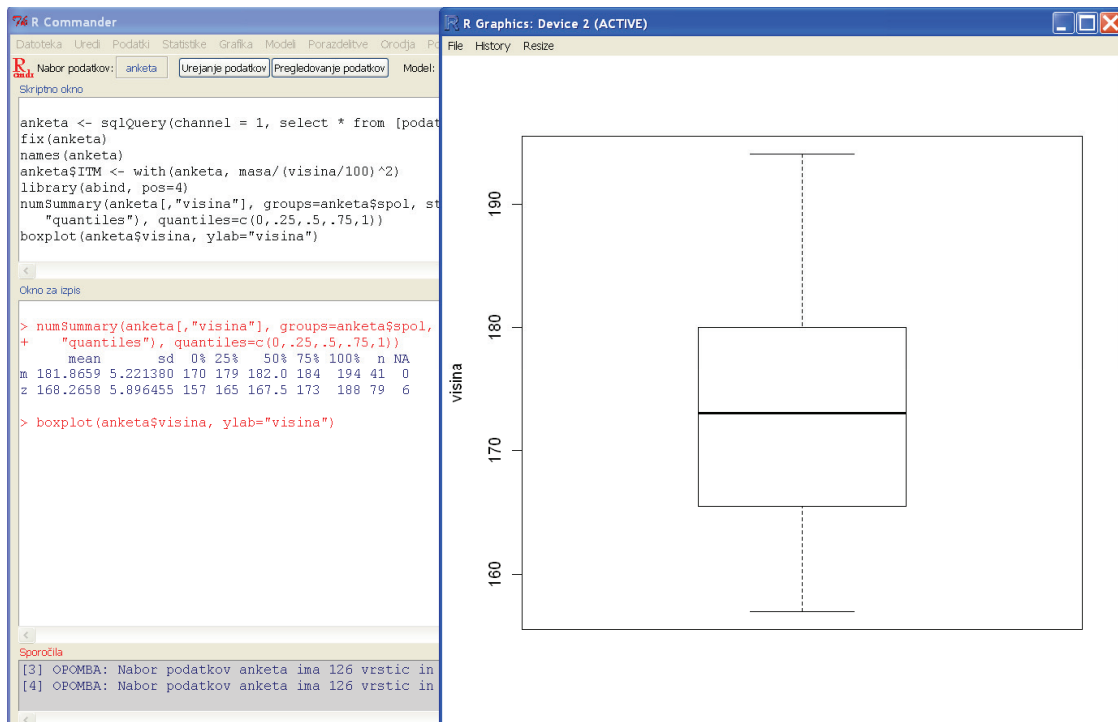 R Commander
Datoteka Uredi Podatki Statistike Grafika Modeli Porazdelitve Orodja
R cmdr Nabor podatkov: anketa Urejanje podatkov Pregledovanje podatkov Model:
Skriptno okno
anketa <- sqlQuery(channel = 1, select * from [podat
fix(anketa)
names(anketa)
anketa$ITM <- with(anketa, masa/(visina/100)^2)
library(abind, pos=4)
numSummary(anketa[,"visina"], groups=anketa$spol, st
"quantiles"), quantiles=c(0,.25,.5,.75,1))
boxplot(anketa$visina, ylab="visina")
Okno za izpis
> numSummary(anketa[,"visina"], groups=anketa$spol,
+ "quantiles"), quantiles=c(0,.25,.5,.75,1))
mean sd 0% 25% 50% 75% 100% n NA
m 181.8659 5.221380 170 179 182.0 184 194 41 0
z 168.2658 5.896455 157 165 167.5 173 188 79 6
> boxplot(anketa$visina, ylab="visina")
Sporočila
[3] OPOMBA: Nabor podatkov anketa ima 126 vrstic in
[4] OPOMBA: Nabor podatkov anketa ima 126 vrstic in
R Graphics: Device 2 (ACTIVE)
File History Resize
visina
190
180
170
160